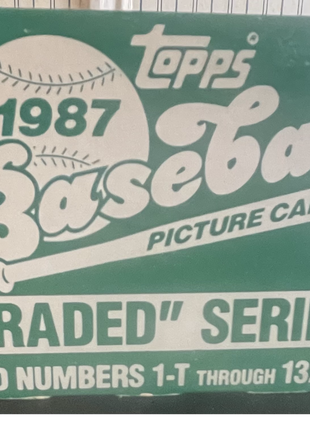 topps®
1987
Baseba
PICTURE CA
RADED" SERI
NUMBERS 1-T THROUGH 13